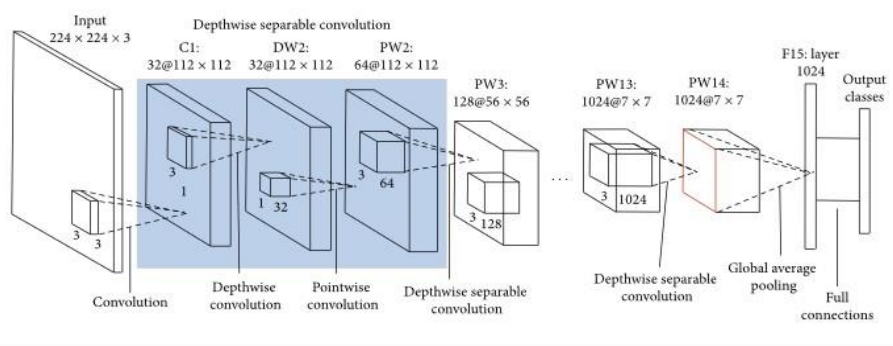 Input
224 × 224 × 3
Depthwise separable convolution
C1:
32@112 × 112
DW2:
32@112 × 112
PW2:
64@112 × 112
PW3:
128@56 × 56
PW13:
1024@7 × 7
PW14:
1024@7 × 7
F15: layer
1024
Output
classes
3
3
3
1
1
32
3
64
3
128
...
3
1024
Convolution
Depthwise
convolution
Pointwise
convolution
Depthwise separable
convolution
Depthwise separable
convolution
Global average
pooling
Full
connections